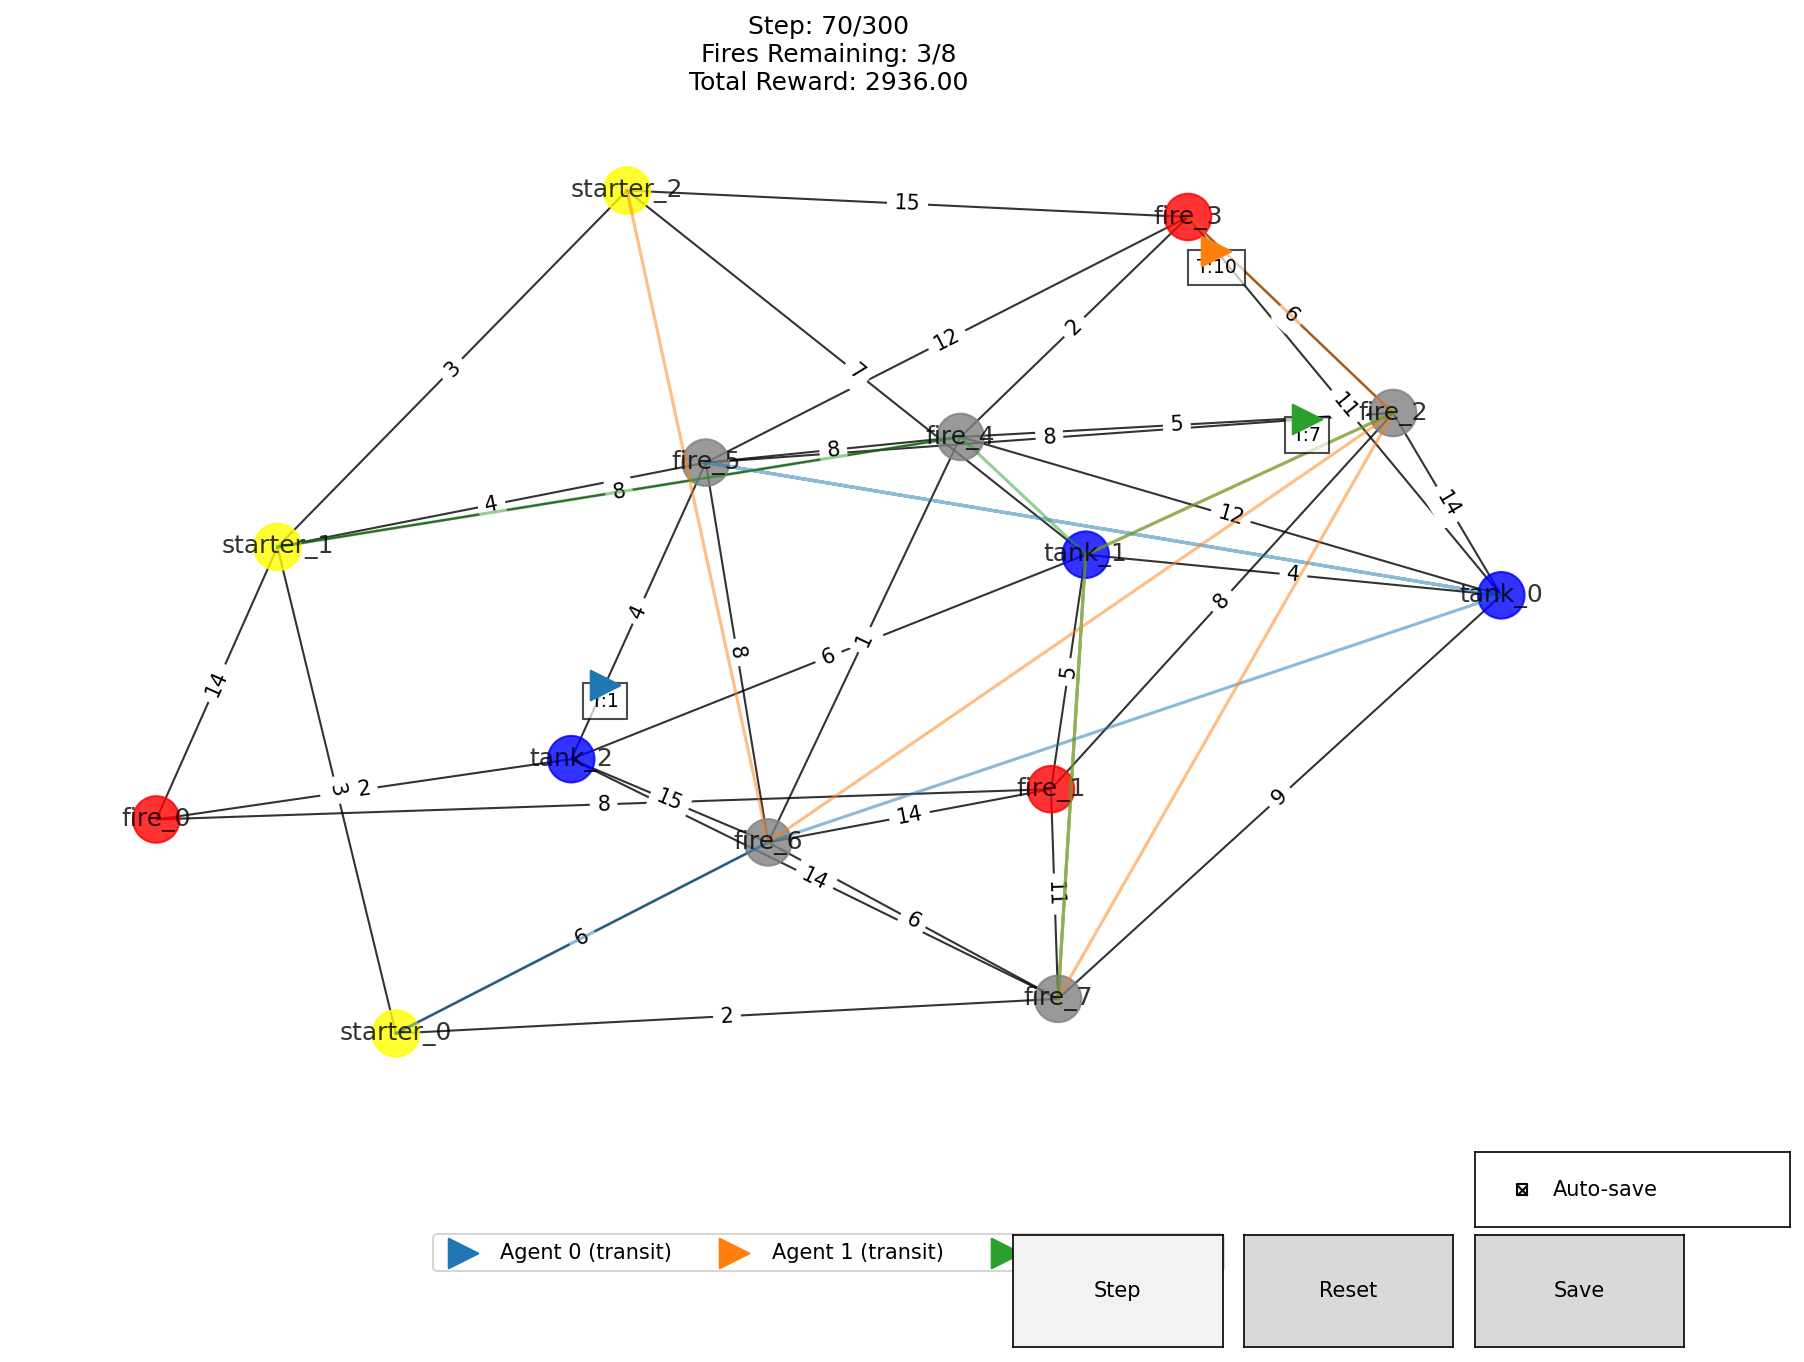 Step: 70/300
Fires Remaining: 3/8
Total Reward: 2936.00
starter_2
15
fire_3
T:10
6
2
12
3
7
11
fire_2
5
8
fire_4
8
T:7
fire_5
4
8
14
12
starter_1
tank_1
4
tank_0
8
4
6
1
8
5
14
T:1
tank_2
15
3
2
fire_1
8
9
fire_0
14
fire_6
14
11
6
6
fire_7
2
starter_0
Auto-save
Agent 0 (transit)
Agent 1 (transit)
Step
Reset
Save